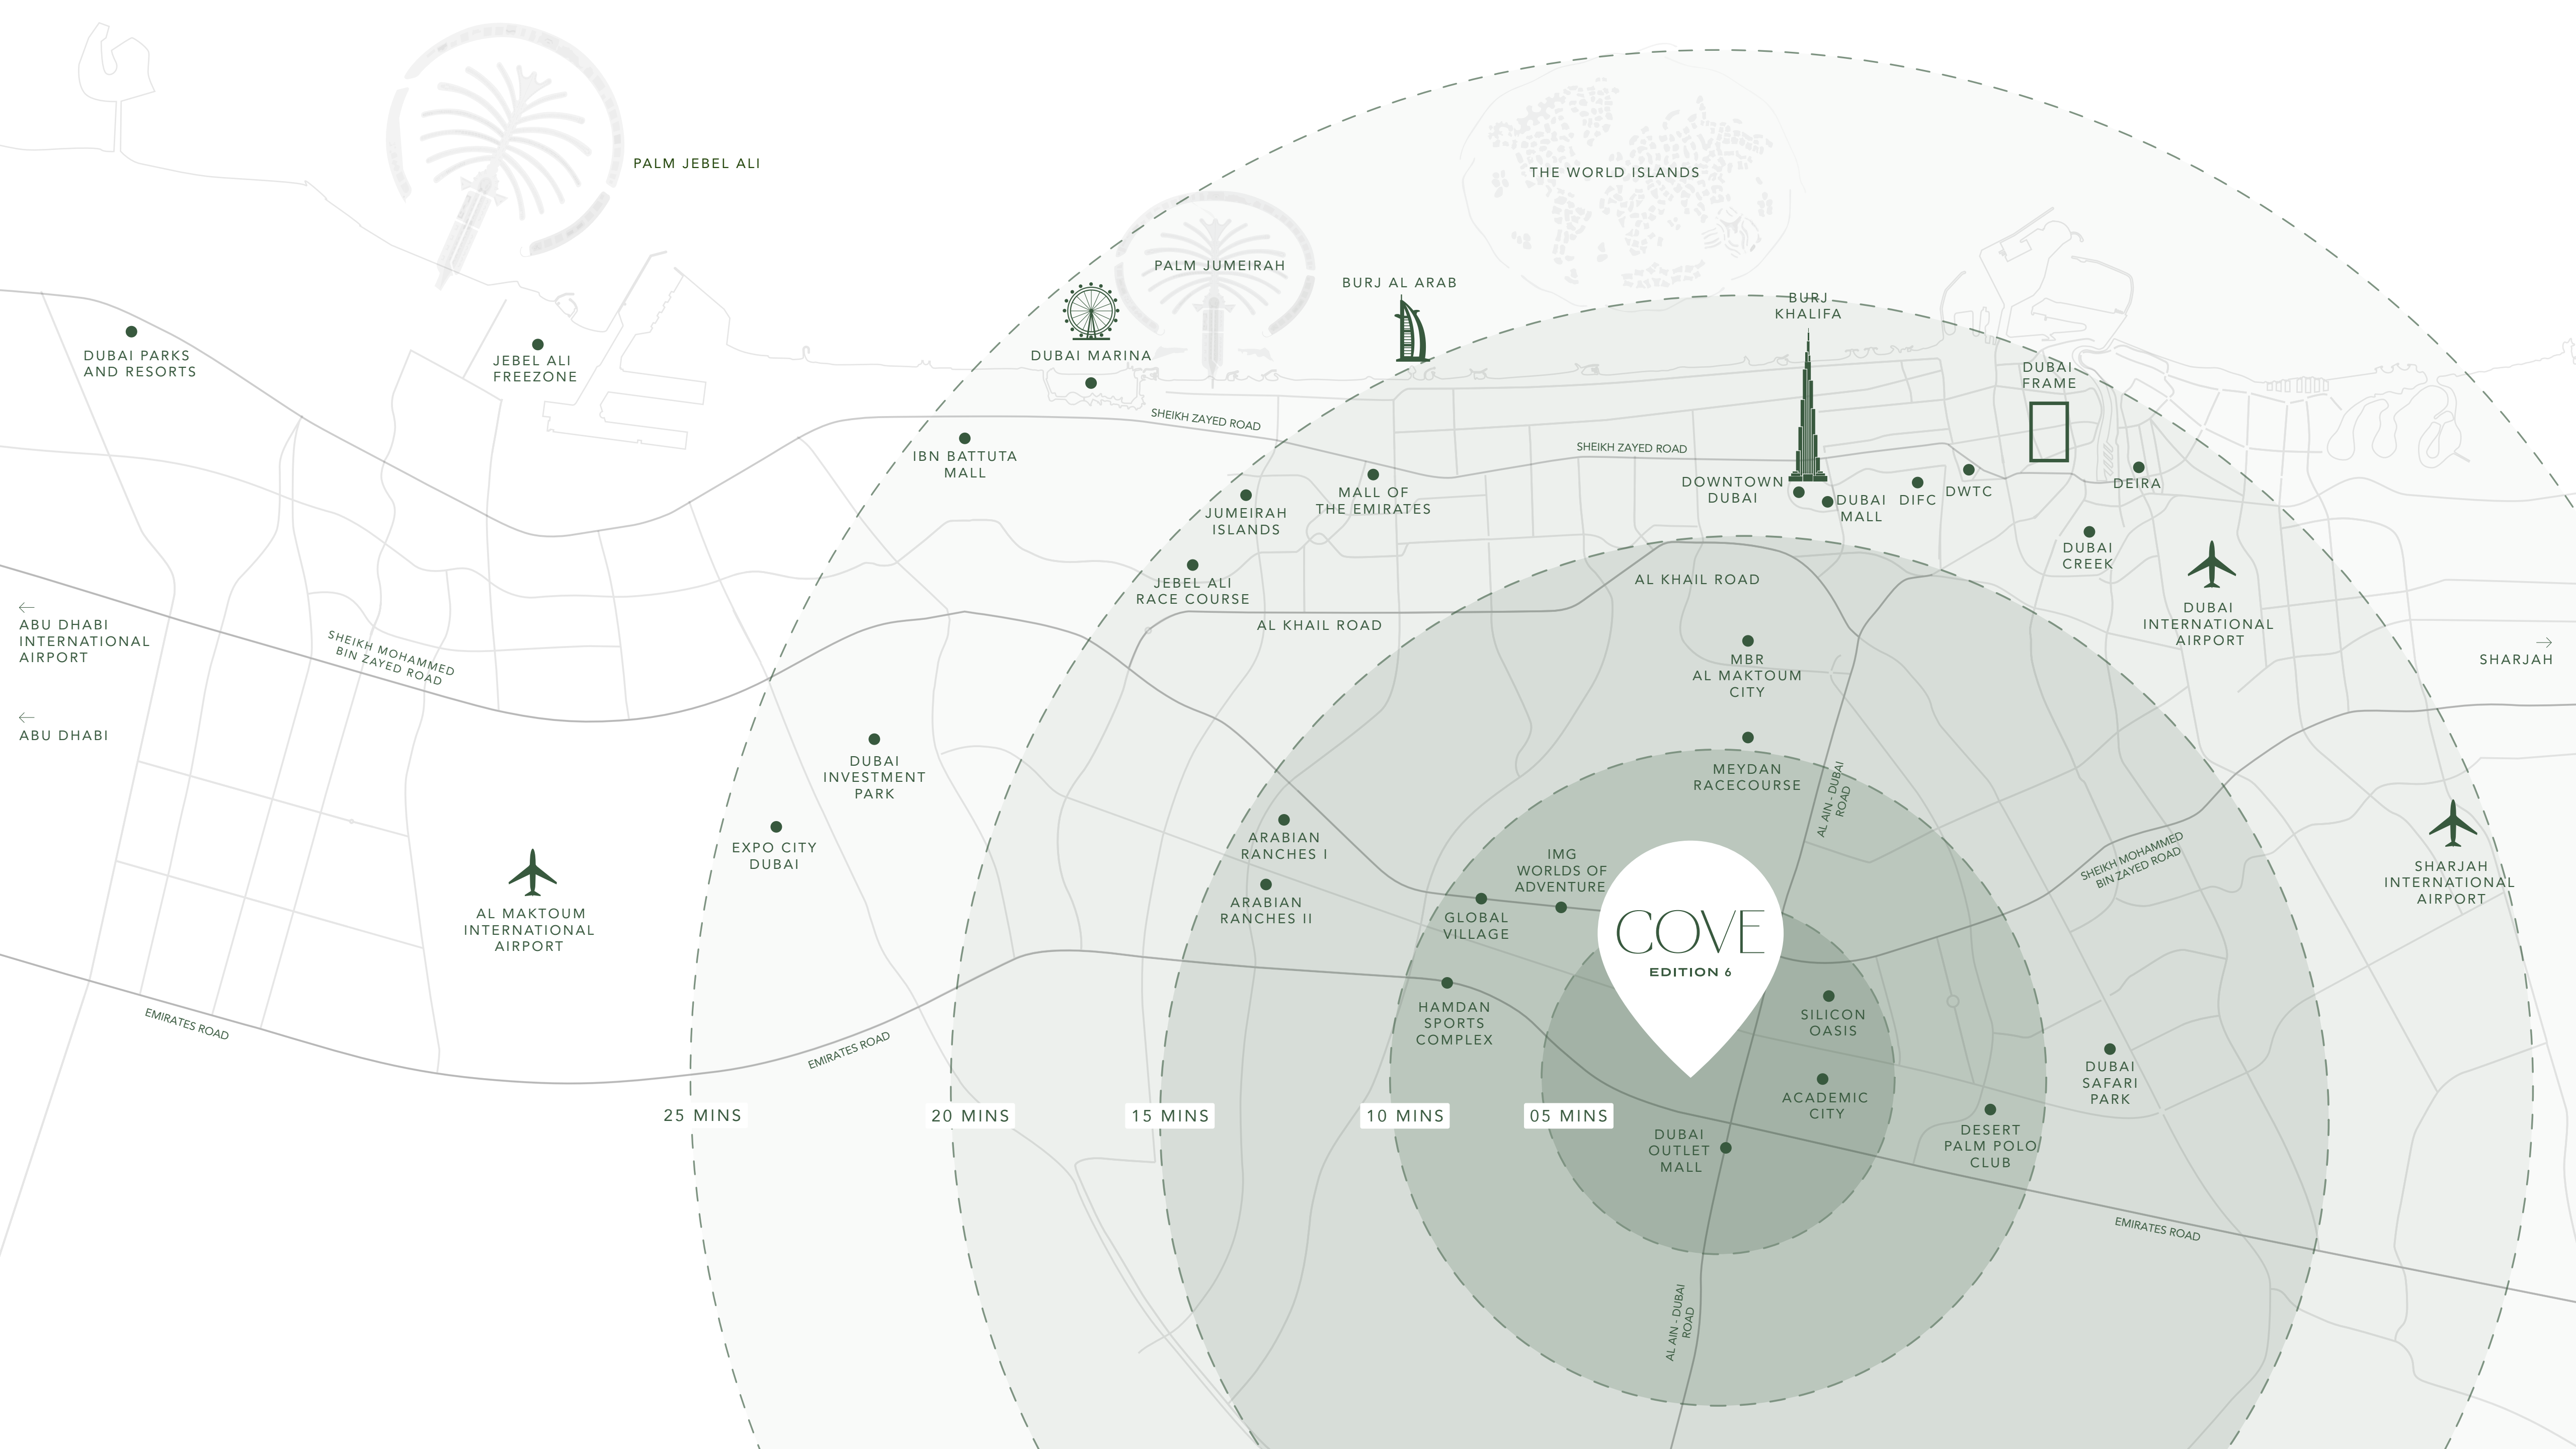 PALM JEBEL ALI
THE WORLD ISLANDS
PALM JUMEIRAH
BURJ AL ARAB
BURJ
KHALIFA
DUBAI PARKS
AND RESORTS
JEBEL ALI
FREEZONE
DUBAI MARINA
DUBAI
FRAME
SHEIKH ZAYED ROAD
SHEIKH ZAYED ROAD
IBN BATTUTA
MALL
JUMEIRAH
ISLANDS
MALL OF
THE EMIRATES
DOWNTOWN
DUBAI
DUBAI
MALL
DIFC
DWTC
DEIRA
DUBAI
CREEK
JEBEL ALI
RACE COURSE
AL KHAIL ROAD
AL KHAIL ROAD
DUBAI
INTERNATIONAL
AIRPORT
←
ABU DHABI
INTERNATIONAL
AIRPORT
SHEIKH MOHAMMED
BIN ZAYED ROAD
→
SHARJAH
MBR
AL MAKTOUM
CITY
←
ABU DHABI
DUBAI
INVESTMENT
PARK
MEYDAN
RACECOURSE
AL AIN - DUBAI
ROAD
EXPO CITY
DUBAI
ARABIAN
RANCHES I
ARABIAN
RANCHES II
IMG
WORLDS OF
ADVENTURE
GLOBAL
VILLAGE
SHEIKH MOHAMMED
BIN ZAYED ROAD
SHARJAH
INTERNATIONAL
AIRPORT
AL MAKTOUM
INTERNATIONAL
AIRPORT
COVE
EDITION 6
HAMDAN
SPORTS
COMPLEX
SILICON
OASIS
EMIRATES ROAD
EMIRATES ROAD
DUBAI
SAFARI
PARK
ACADEMIC
CITY
25 MINS
20 MINS
15 MINS
10 MINS
05 MINS
DUBAI
OUTLET
MALL
DESERT
PALM POLO
CLUB
EMIRATES ROAD
AL AIN - DUBAI
ROAD